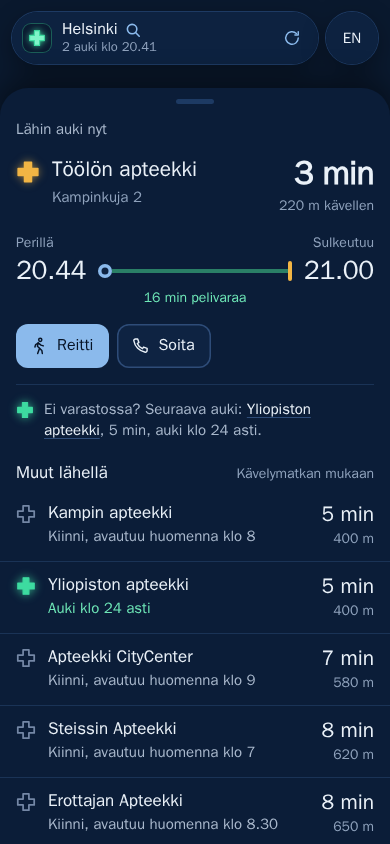 Helsinki
2 auki klo 20.41
EN
Lähin auki nyt
Töölön apteekki
3 min
Kampinkuja 2
220 m kävellen
Perillä
Sulkeutuu
20.44
21.00
16 min pelivaraa
Reitti
Soita
Ei varastossa? Seuraava auki: Yliopiston
apteekki, 5 min, auki klo 24 asti.
Muut lähellä
Kävelymatkan mukaan
Kampin apteekki
5 min
Kiinni, avautuu huomenna klo 8
400 m
Yliopiston apteekki
5 min
Auki klo 24 asti
400 m
Apteekki CityCenter
7 min
Kiinni, avautuu huomenna klo 9
580 m
Steissin Apteekki
8 min
Kiinni, avautuu huomenna klo 7
620 m
Erottajan Apteekki
8 min
Kiinni, avautuu huomenna klo 8.30
650 m